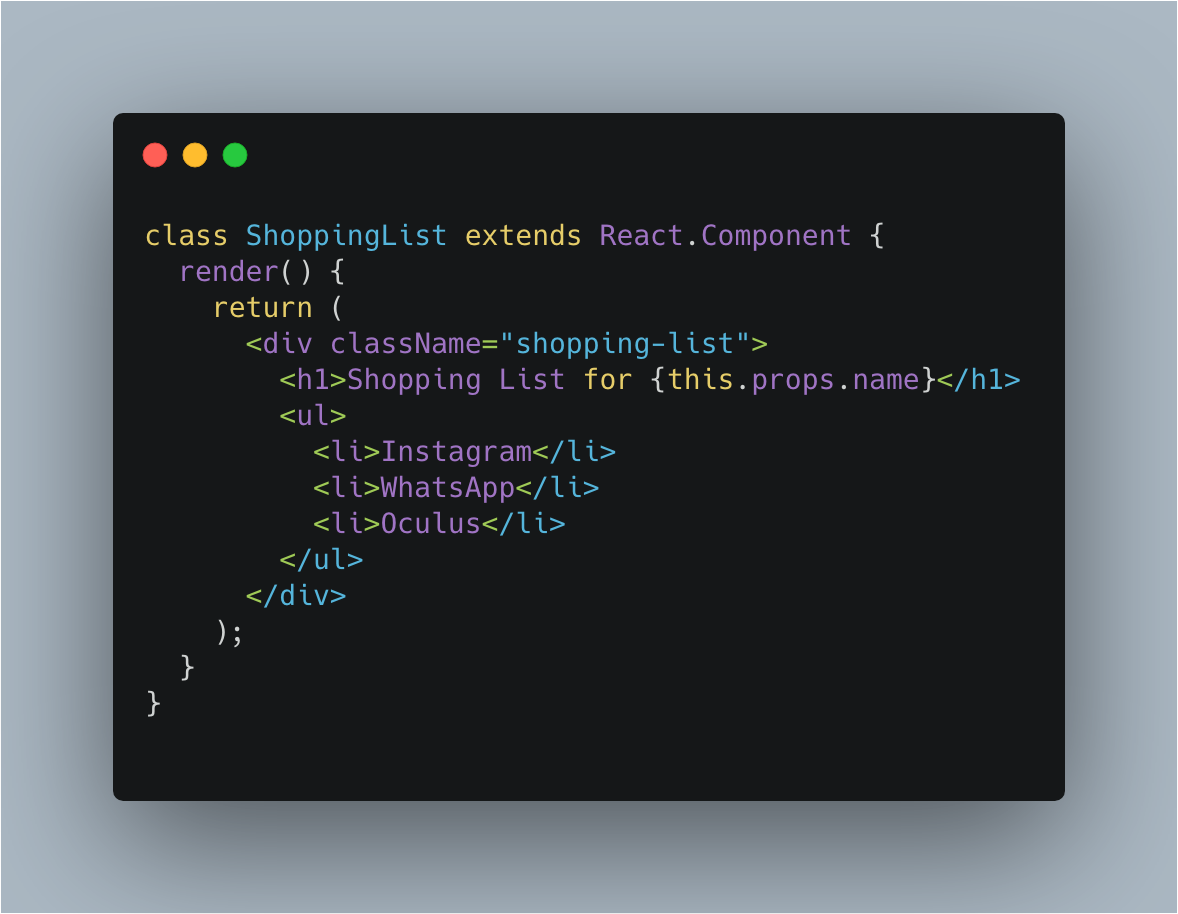 class ShoppingList extends React.Component {
  render() {
    return (
      <div className="shopping-list">
        <h1>Shopping List for {this.props.name}</h1>
        <ul>
          <li>Instagram</li>
          <li>WhatsApp</li>
          <li>Oculus</li>
        </ul>
      </div>
    );
  }
}